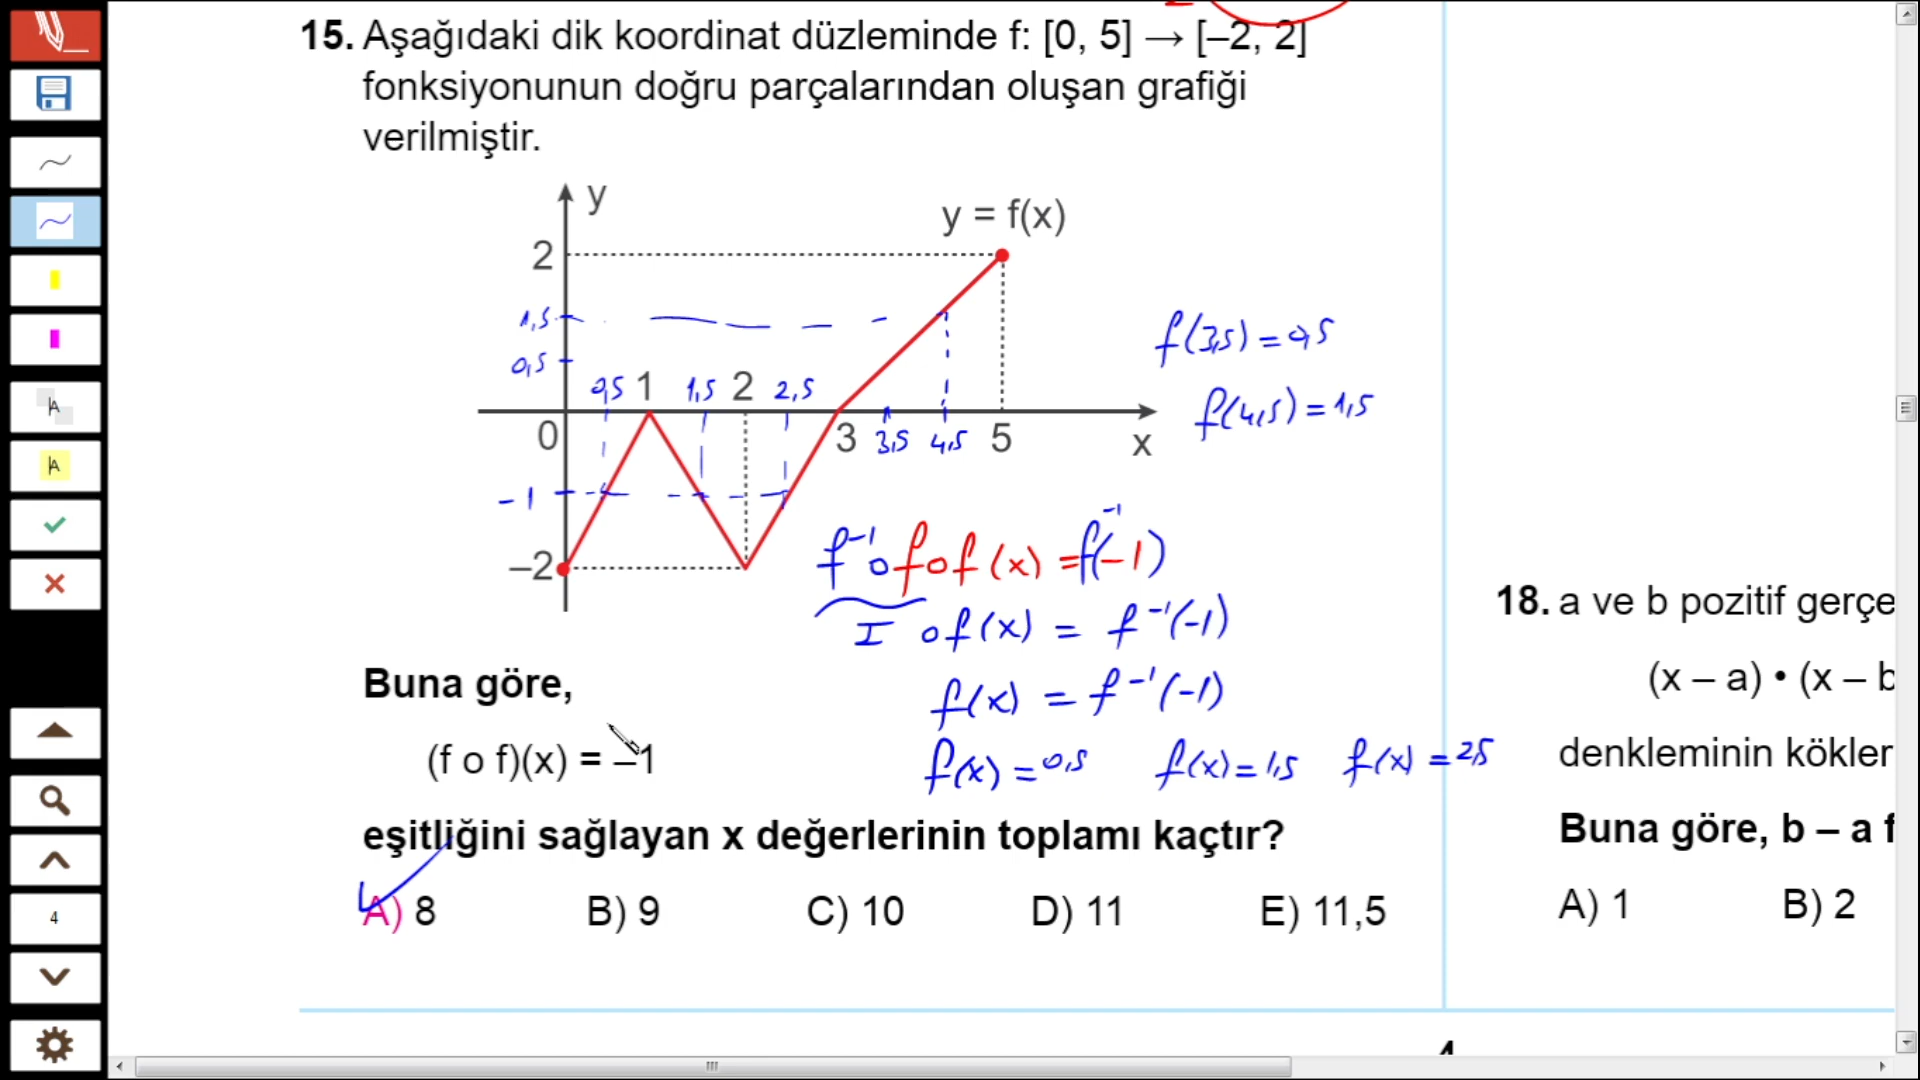 15. Aşağıdaki dik koordinat düzleminde f: [0, 5] → [–2, 2]
fonksiyonunun doğru parçalarından oluşan grafiği
verilmiştir.
y
y = f(x)
2
1,5
0,5
0,5 1 1,5 2 2,5
0 3 3,5 4,5 5 x
-1
–2
f(3,5) = 0,5
f(4,5) = 1,5
f⁻¹ofof(x) = f⁻¹(-1)
I of(x) = f⁻¹(-1)
f(x) = f⁻¹(-1)
f(x) = 0,5 f(x) = 1,5 f(x) = 2,5
Buna göre,
(f o f)(x) = –1
eşitliğini sağlayan x değerlerinin toplamı kaçtır?
A) 8 B) 9 C) 10 D) 11 E) 11,5
18. a ve b pozitif gerçe
(x – a) • (x – b
denkleminin kökler
Buna göre, b – a f
A) 1 B) 2
4
A
A